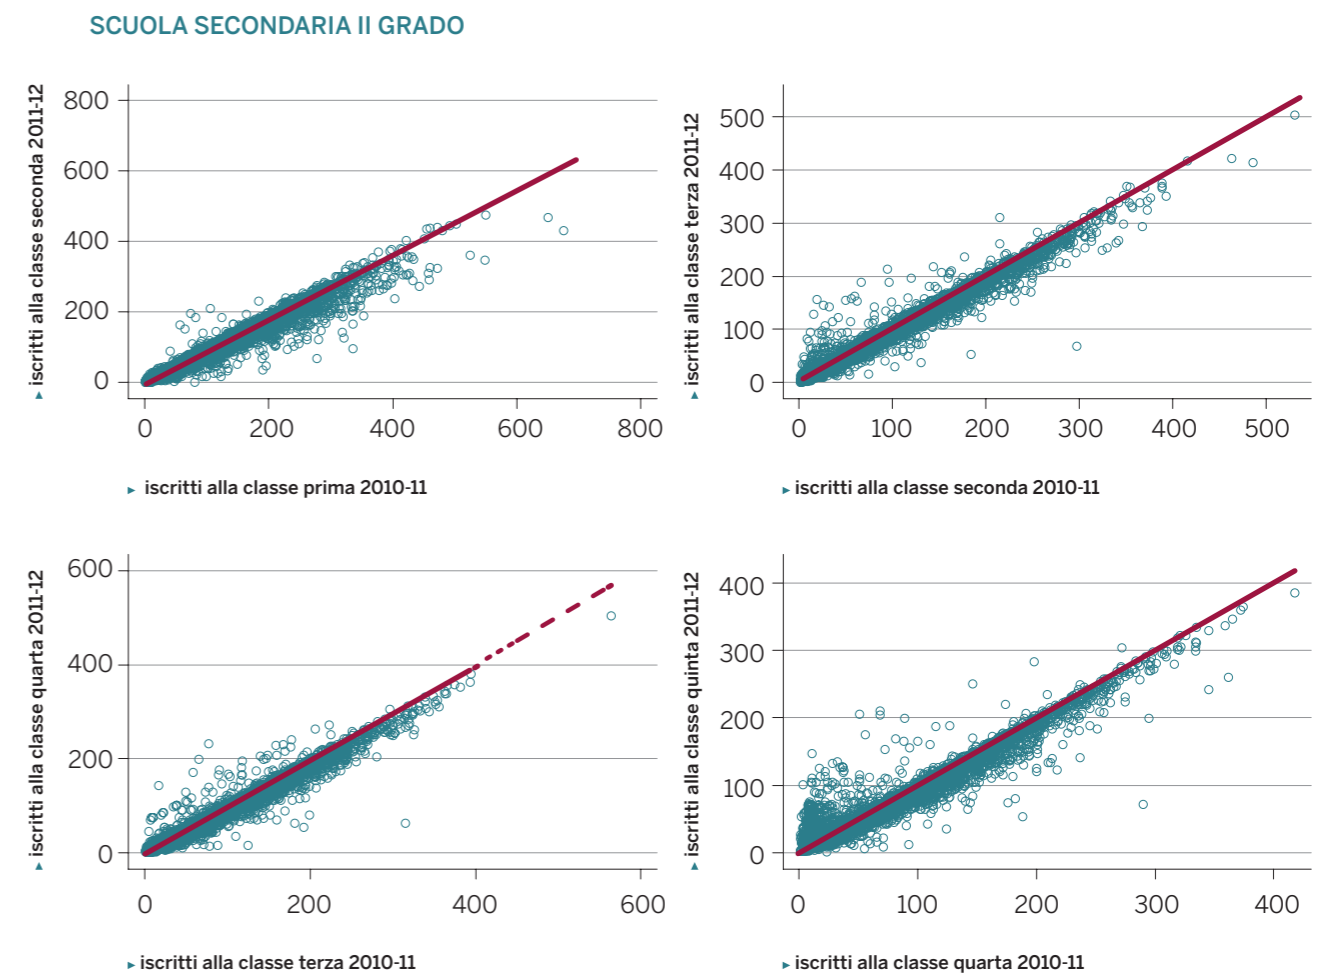 SCUOLA SECONDARIA II GRADO
▲ iscritti alla classe seconda 2011-12
800
600
400
200
0
0 200 400 600 800
► iscritti alla classe prima 2010-11
▲ iscritti alla classe terza 2011-12
500
400
300
200
100
0
0 100 200 300 400 500
► iscritti alla classe seconda 2010-11
▲ iscritti alla classe quarta 2011-12
600
400
200
0
0 200 400 600
► iscritti alla classe terza 2010-11
▲ iscritti alla classe quinta 2011-12
400
300
200
100
0
0 100 200 300 400
► iscritti alla classe quarta 2010-11